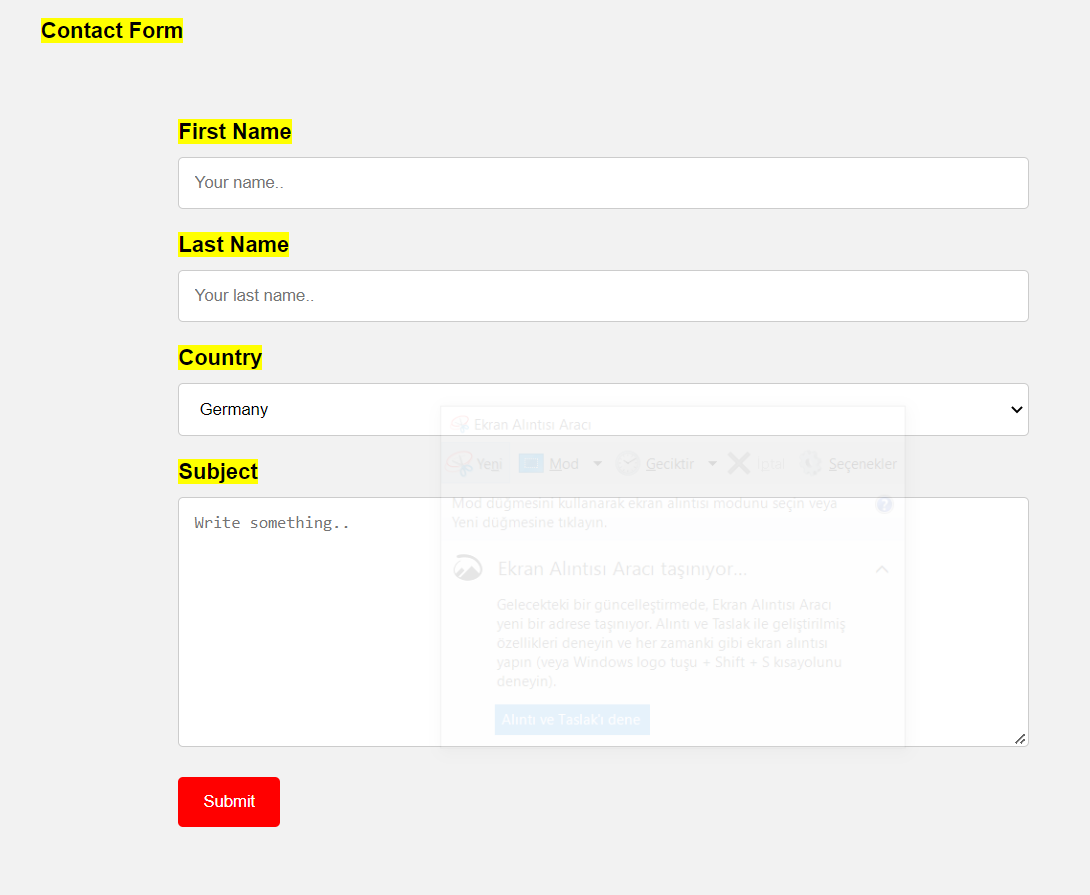 Contact Form
First Name
Your name..
Last Name
Your last name..
Country
Germany
Ekran Alıntısı Aracı
Subject
Yeni Mod Geciktir İptal Seçenekler
Mod düğmesini kullanarak ekran alıntısı modunu seçin veya
Yeni düğmesine tıklayın.
Write something..
Ekran Alıntısı Aracı taşınıyor...
Gelecekteki bir güncelleştirmede, Ekran Alıntısı Aracı
yeni bir adrese taşınıyor. Alıntı ve Taslak ile geliştirilmiş
özellikleri deneyin ve her zamanki gibi ekran alıntısı
yapın (veya Windows logo tuşu + Shift + S kısayolunu
deneyin).
Alıntı ve Taslak'ı dene
Submit